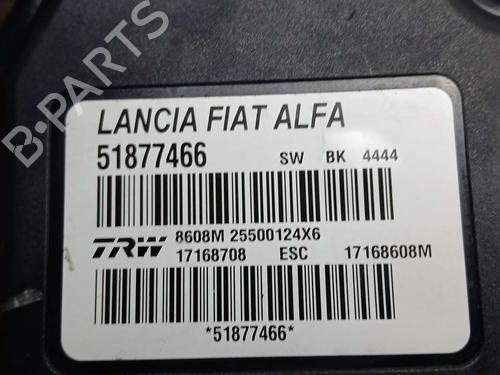 LANCIA FIAT ALFA
51877466 SW BK 4444
TRW 8608M 25500124X6
17168708 ESC 17168608M
*51877466*
B-PARTS